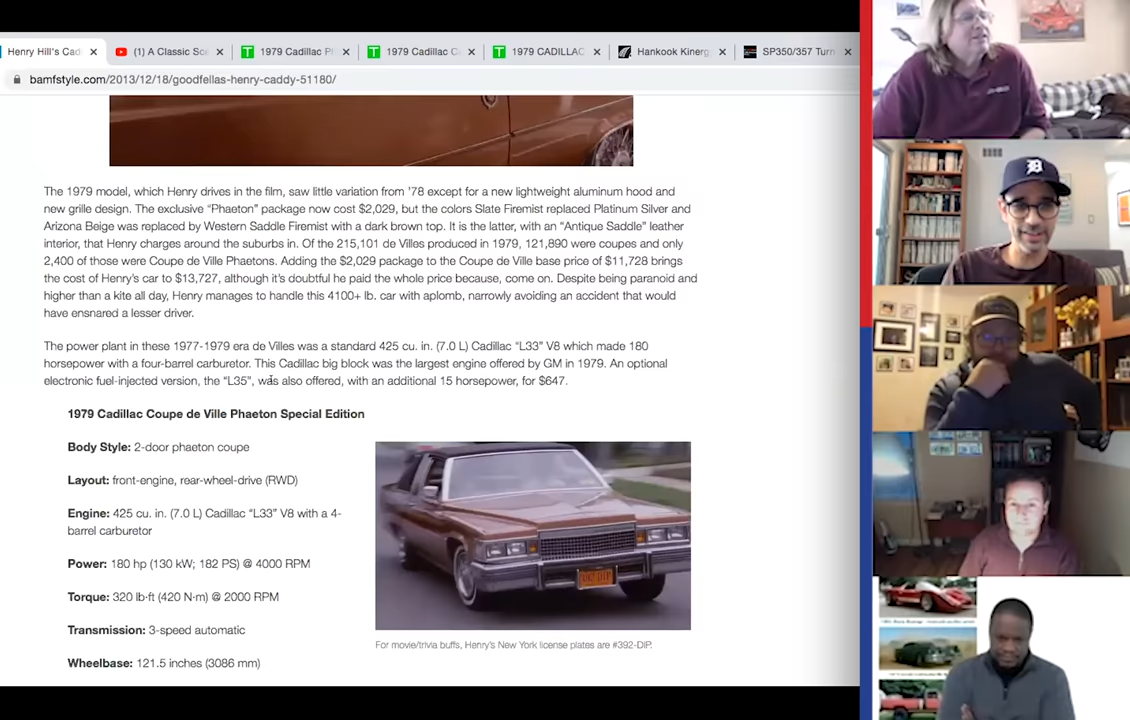 Henry Hill's Cad
(1) A Classic Sce
1979 Cadillac Ph
1979 Cadillac C
1979 CADILLAC
Hankook Kinerg
SP350/357 Turn
bamfstyle.com/2013/12/18/goodfellas-henry-caddy-51180/
The 1979 model, which Henry drives in the film, saw little variation from '78 except for a new lightweight aluminum hood and
new grille design. The exclusive "Phaeton" package now cost $2,029, but the colors Slate Firemist replaced Platinum Silver and
Arizona Beige was replaced by Western Saddle Firemist with a dark brown top. It is the latter, with an "Antique Saddle" leather
interior, that Henry charges around the suburbs in. Of the 215,101 de Villes produced in 1979, 121,890 were coupes and only
2,400 of those were Coupe de Ville Phaetons. Adding the $2,029 package to the Coupe de Ville base price of $11,728 brings
the cost of Henry's car to $13,727, although it's doubtful he paid the whole price because, come on. Despite being paranoid and
higher than a kite all day, Henry manages to handle this 4100+ lb. car with aplomb, narrowly avoiding an accident that would
have ensnared a lesser driver.
The power plant in these 1977-1979 era de Villes was a standard 425 cu. in. (7.0 L) Cadillac "L33" V8 which made 180
horsepower with a four-barrel carburetor. This Cadillac big block was the largest engine offered by GM in 1979. An optional
electronic fuel-injected version, the "L35", was also offered, with an additional 15 horsepower, for $647.
1979 Cadillac Coupe de Ville Phaeton Special Edition
Body Style: 2-door phaeton coupe
Layout: front-engine, rear-wheel-drive (RWD)
Engine: 425 cu. in. (7.0 L) Cadillac "L33" V8 with a 4-
barrel carburetor
Power: 180 hp (130 kW; 182 PS) @ 4000 RPM
Torque: 320 lb·ft (420 N·m) @ 2000 RPM
Transmission: 3-speed automatic
Wheelbase: 121.5 inches (3086 mm)
For movie/trivia buffs, Henry's New York license plates are #392-DIP.